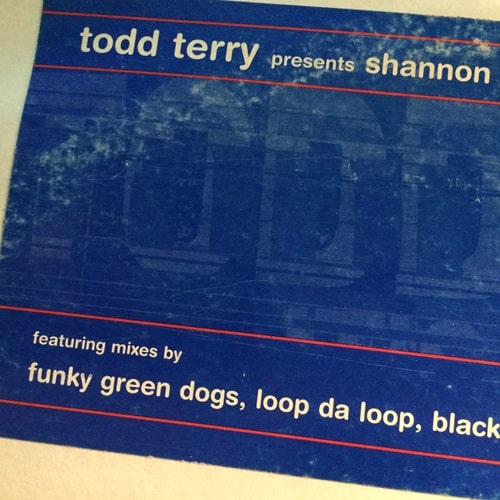 todd terry presents shannon
featuring mixes by
funky green dogs, loop da loop, black